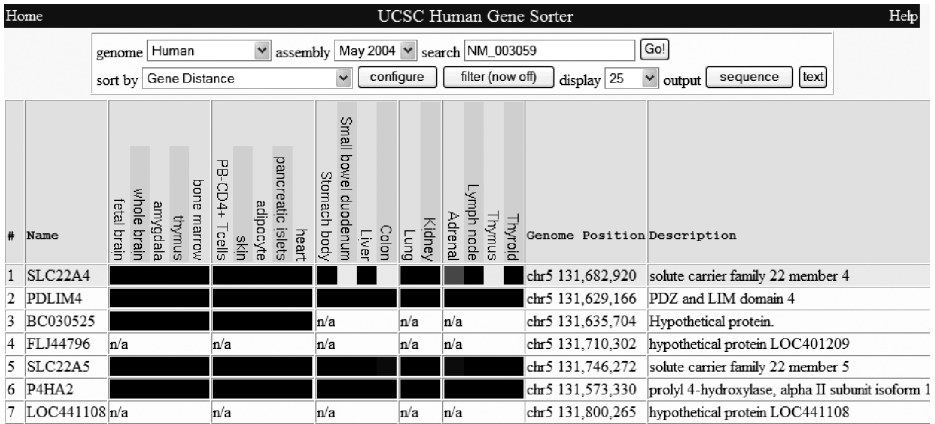 Home UCSC Human Gene Sorter Help
genome Human assembly May 2004 search NM_003059 Go!
sort by Gene Distance configure filter (now off) display 25 output sequence text
# Name fetal brain whole brain amygdala thymus bone marrow PB-CD4+ Tcells skin adipocyte pancreatic islets heart Stomach body Small bowel duodenum Liver Colon Lung Kidney Adrenal Lymph node Thymus Thyroid Genome Position Description
1 SLC22A4 chr5 131,682,920 solute carrier family 22 member 4
2 PDLIM4 chr5 131,629,166 PDZ and LIM domain 4
3 BC030525 n/a n/a n/a chr5 131,635,704 Hypothetical protein.
4 FLJ44796 n/a n/a n/a n/a n/a chr5 131,710,302 hypothetical protein LOC401209
5 SLC22A5 chr5 131,746,272 solute carrier family 22 member 5
6 P4HA2 chr5 131,573,330 prolyl 4-hydroxylase, alpha II subunit isoform 1
7 LOC441108 n/a n/a n/a n/a n/a chr5 131,800,265 hypothetical protein LOC441108